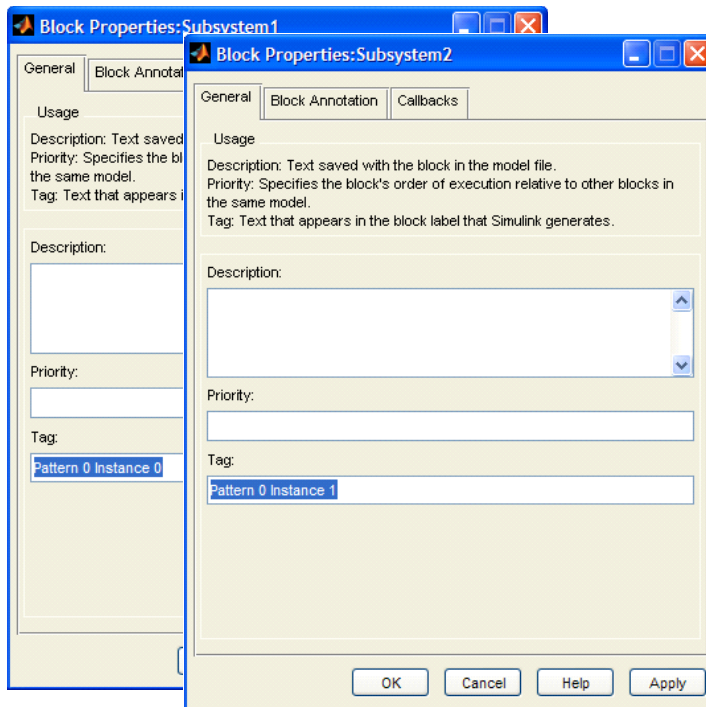 Block Properties:Subsystem1
General
Block Annotat
Usage
Description: Text saved
Priority: Specifies the bl
the same model.
Tag: Text that appears i
Description:
Priority:
Tag:
Pattern 0 Instance 0
Block Properties:Subsystem2
General
Block Annotation
Callbacks
Usage
Description: Text saved with the block in the model file.
Priority: Specifies the block's order of execution relative to other blocks in
the same model.
Tag: Text that appears in the block label that Simulink generates.
Description:
Priority:
Tag:
Pattern 0 Instance 1
OK
Cancel
Help
Apply